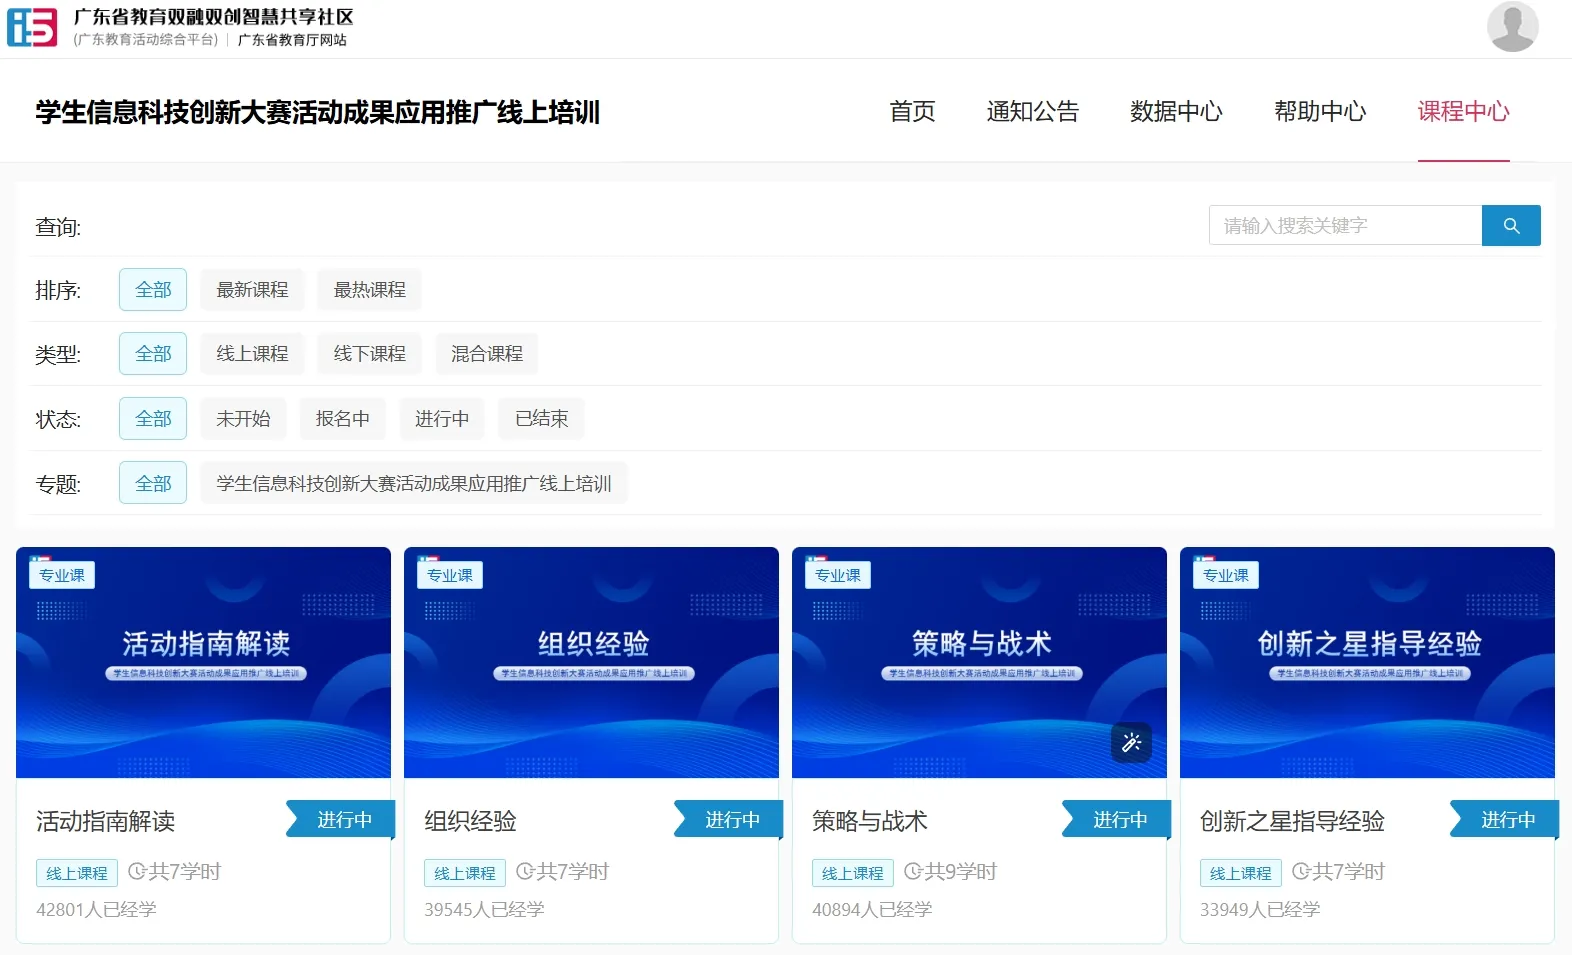 广东省教育双融双创智慧共享社区
(广东教育活动综合平台) | 广东省教育厅网站
学生信息科技创新大赛活动成果应用推广线上培训
首页 通知公告 数据中心 帮助中心 课程中心
查询: 请输入搜索关键字
排序: 全部 最新课程 最热课程
类型: 全部 线上课程 线下课程 混合课程
状态: 全部 未开始 报名中 进行中 已结束
专题: 全部 学生信息科技创新大赛活动成果应用推广线上培训
专业课 专业课 专业课 专业课
活动指南解读 组织经验 策略与战术 创新之星指导经验
学生信息科技创新大赛活动成果应用推广线上培训 学生信息科技创新大赛活动成果应用推广线上培训 学生信息科技创新大赛活动成果应用推广线上培训 学生信息科技创新大赛活动成果应用推广线上培训
活动指南解读 进行中 组织经验 进行中 策略与战术 进行中 创新之星指导经验 进行中
线上课程 共7学时 线上课程 共7学时 线上课程 共9学时 线上课程 共7学时
42801人已经学 39545人已经学 40894人已经学 33949人已经学